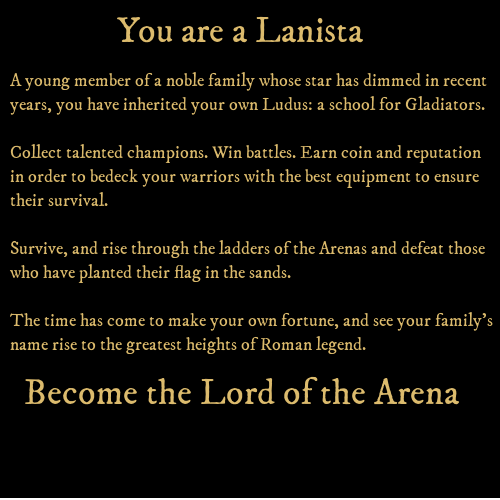 You are a Lanista
A young member of a noble family whose star has dimmed in recent
years, you have inherited your own Ludus: a school for Gladiators.
Collect talented champions. Win battles. Earn coin and reputation
in order to bedeck your warriors with the best equipment to ensure
their survival.
Survive, and rise through the ladders of the Arenas and defeat those
who have planted their flag in the sands.
The time has come to make your own fortune, and see your family's
name rise to the greatest heights of Roman legend.
Become the Lord of the Arena